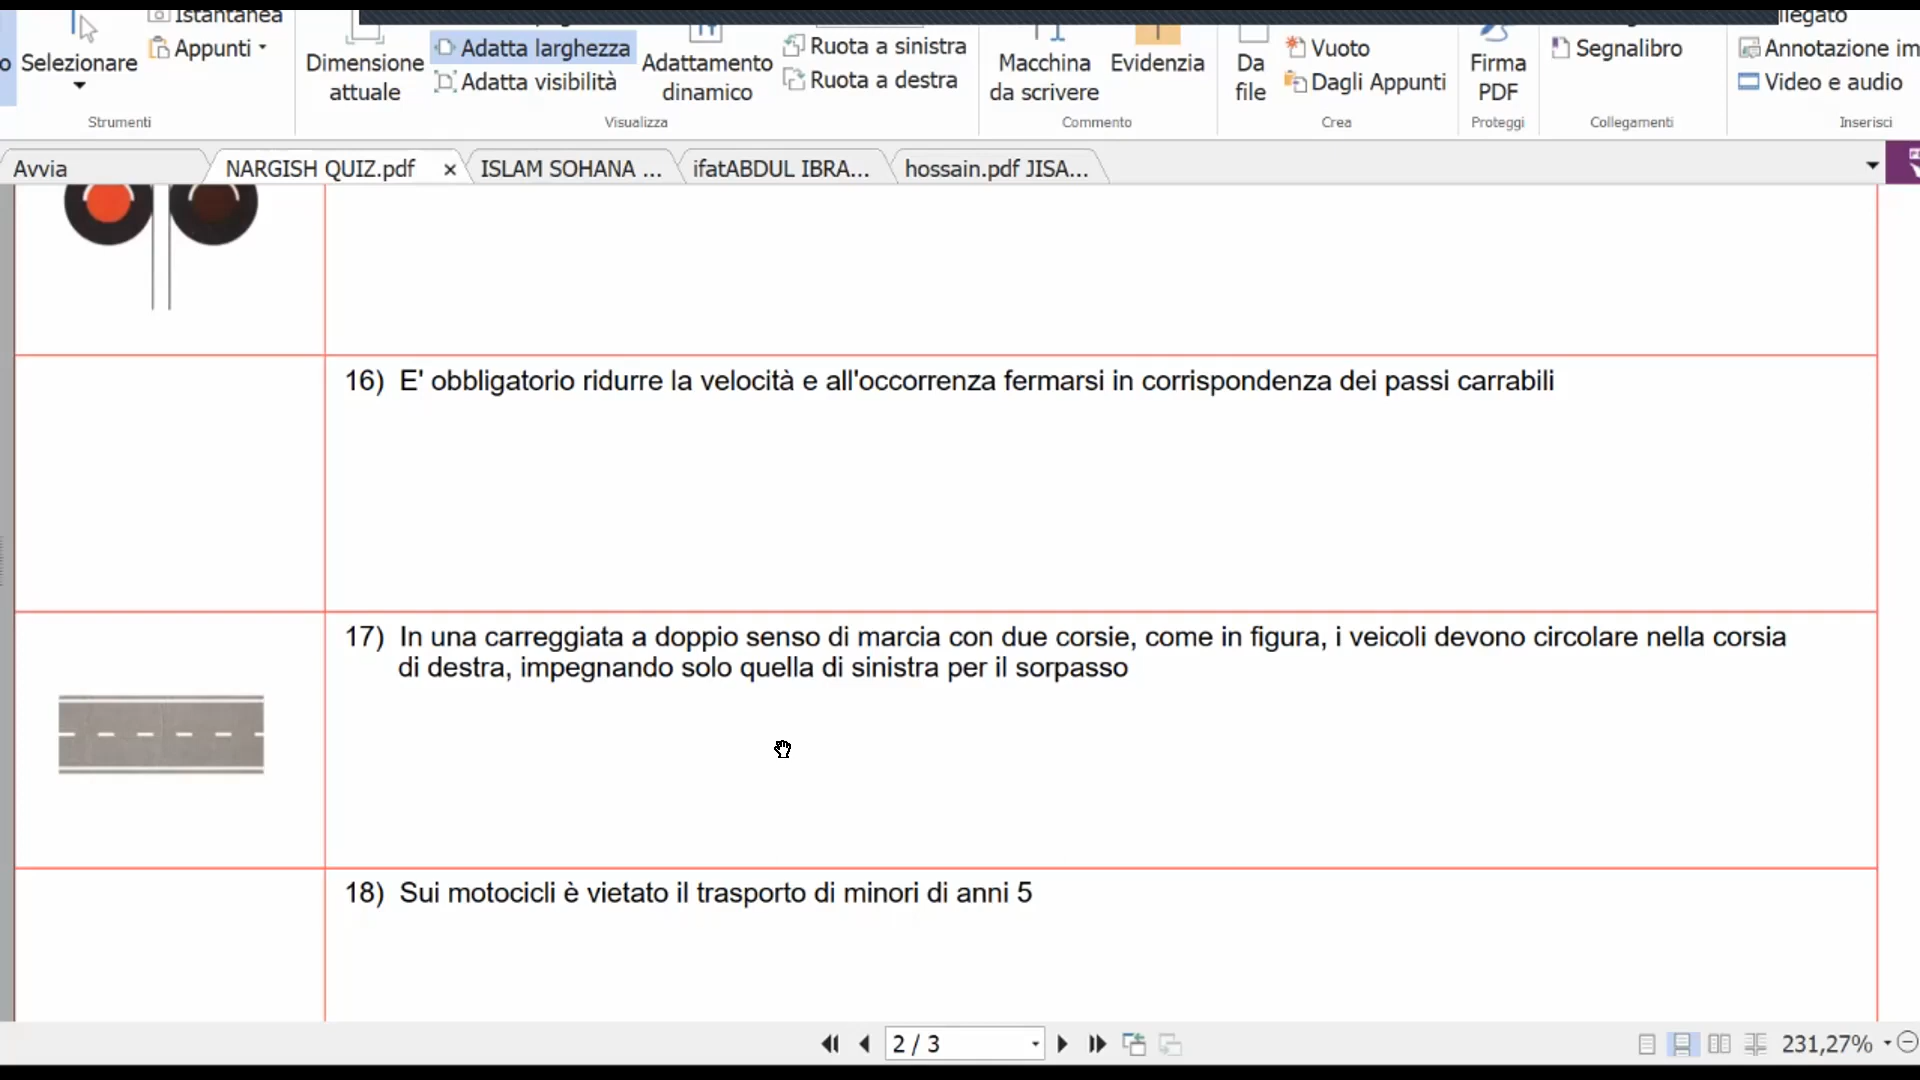 Istantanea
Selezionare
Appunti
Dimensione
attuale
Adatta larghezza
Adatta visibilità
Adattamento
dinamico
Ruota a sinistra
Ruota a destra
Macchina
da scrivere
Evidenzia
Da
file
Vuoto
Dagli Appunti
Firma
PDF
Segnalibro
Annotazione im
Video e audio
Strumenti
Visualizza
Commento
Crea
Proteggi
Collegamenti
Inserisci
Avvia
NARGISH QUIZ.pdf
ISLAM SOHANA ...
ifatABDUL IBRA...
hossain.pdf JISA...
16) E' obbligatorio ridurre la velocità e all'occorrenza fermarsi in corrispondenza dei passi carrabili
17) In una carreggiata a doppio senso di marcia con due corsie, come in figura, i veicoli devono circolare nella corsia
di destra, impegnando solo quella di sinistra per il sorpasso
18) Sui motocicli è vietato il trasporto di minori di anni 5
2 / 3
231,27%